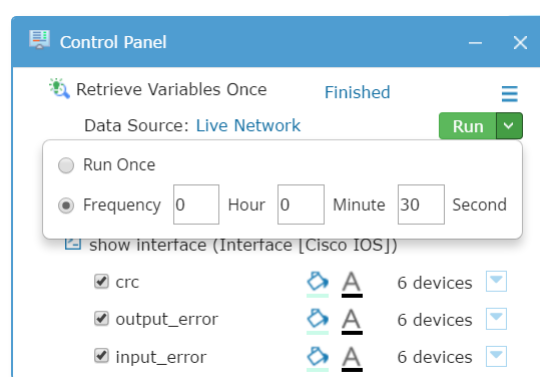 Control Panel
Retrieve Variables Once Finished
Data Source: Live Network Run
Run Once
Frequency 0 Hour 0 Minute 30 Second
show interface (Interface [Cisco IOS])
crc A 6 devices
output_error A 6 devices
input_error A 6 devices